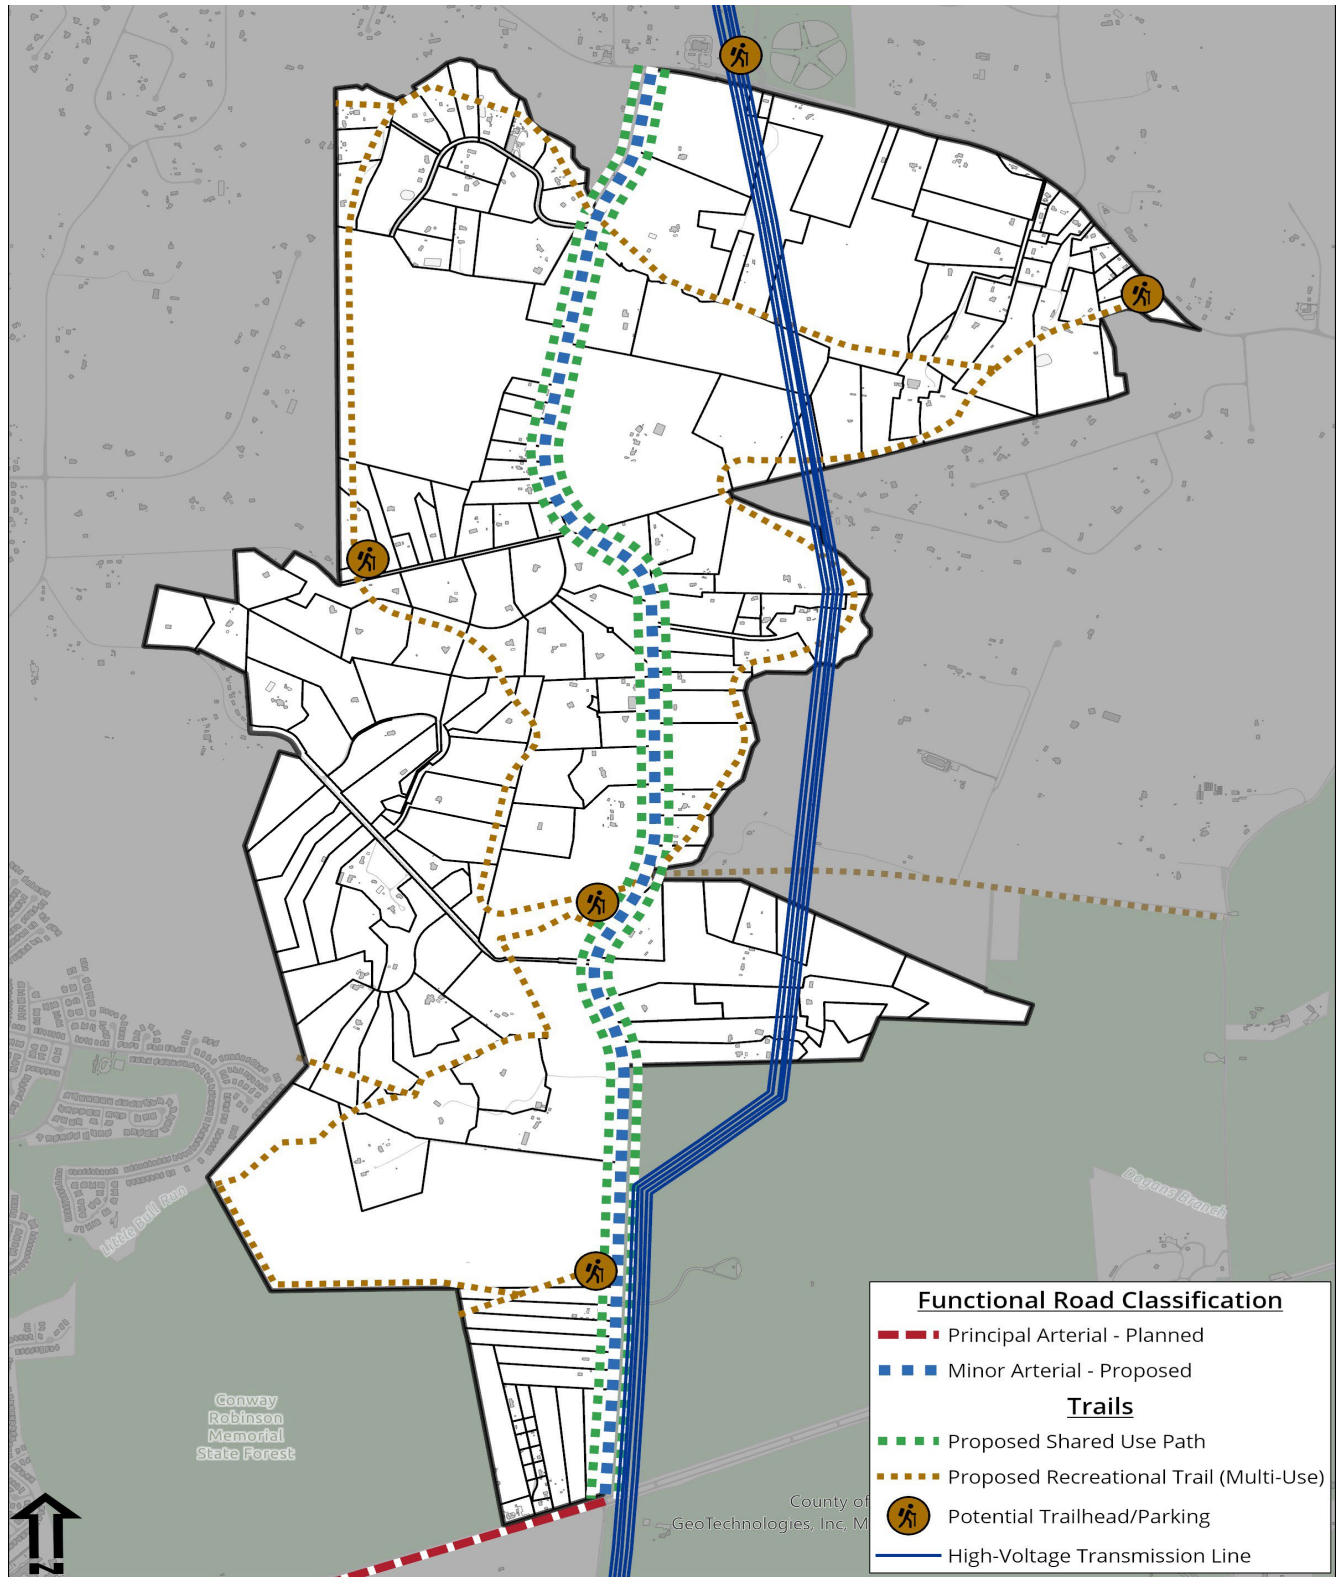 Little Bull Run
Dogans Branch
Conway
Robinson
Memorial
State Forest
County of
GeoTechnologies, Inc, M
N
Functional Road Classification
Principal Arterial - Planned
Minor Arterial - Proposed
Trails
Proposed Shared Use Path
Proposed Recreational Trail (Multi-Use)
Potential Trailhead/Parking
High-Voltage Transmission Line